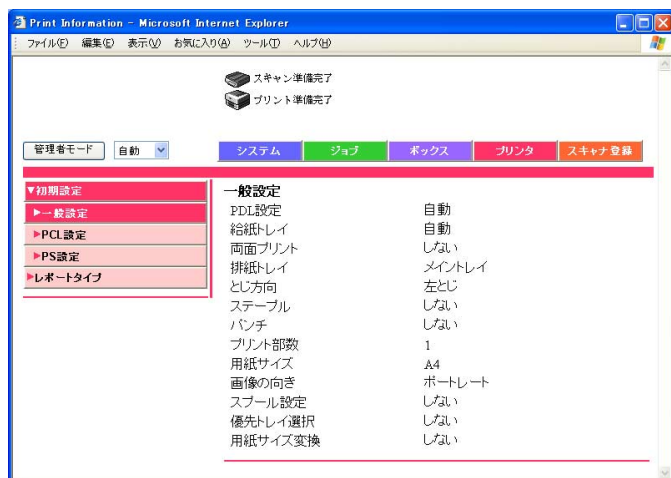 Print Information - Microsoft Internet Explorer
ファイル(F) 編集(E) 表示(V) お気に入り(A) ツール(T) ヘルプ(H)
スキャン準備完了
プリント準備完了
管理者モード 自動 システム ジョブ ボックス プリンタ スキャナ登録
▼初期設定
▶一般設定
▶PCL設定
▶PS設定
▶レポートタイプ
一般設定
PDL設定 自動
給紙トレイ 自動
両面プリント しない
排紙トレイ メイントレイ
とじ方向 左とじ
ステープル しない
パンチ しない
プリント部数 1
用紙サイズ A4
画像の向き ポートレート
スプール設定 しない
優先トレイ選択 しない
用紙サイズ変換 しない